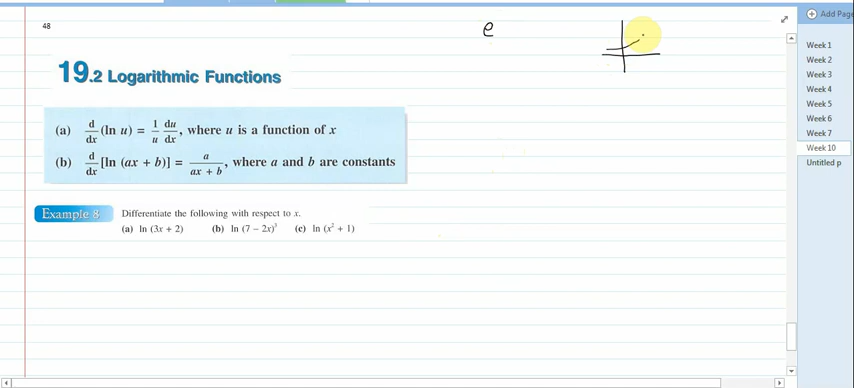 Add Page
48
e
19.2 Logarithmic Functions
(a) d/dx (ln u) = 1/u du/dx, where u is a function of x
(b) d/dx [ln (ax + b)] = a/(ax + b), where a and b are constants
Example 8 Differentiate the following with respect to x.
(a) ln (3x + 2) (b) ln (7 − 2x)³ (c) ln (x² + 1)
Week 1
Week 2
Week 3
Week 4
Week 5
Week 6
Week 7
Week 10
Untitled p